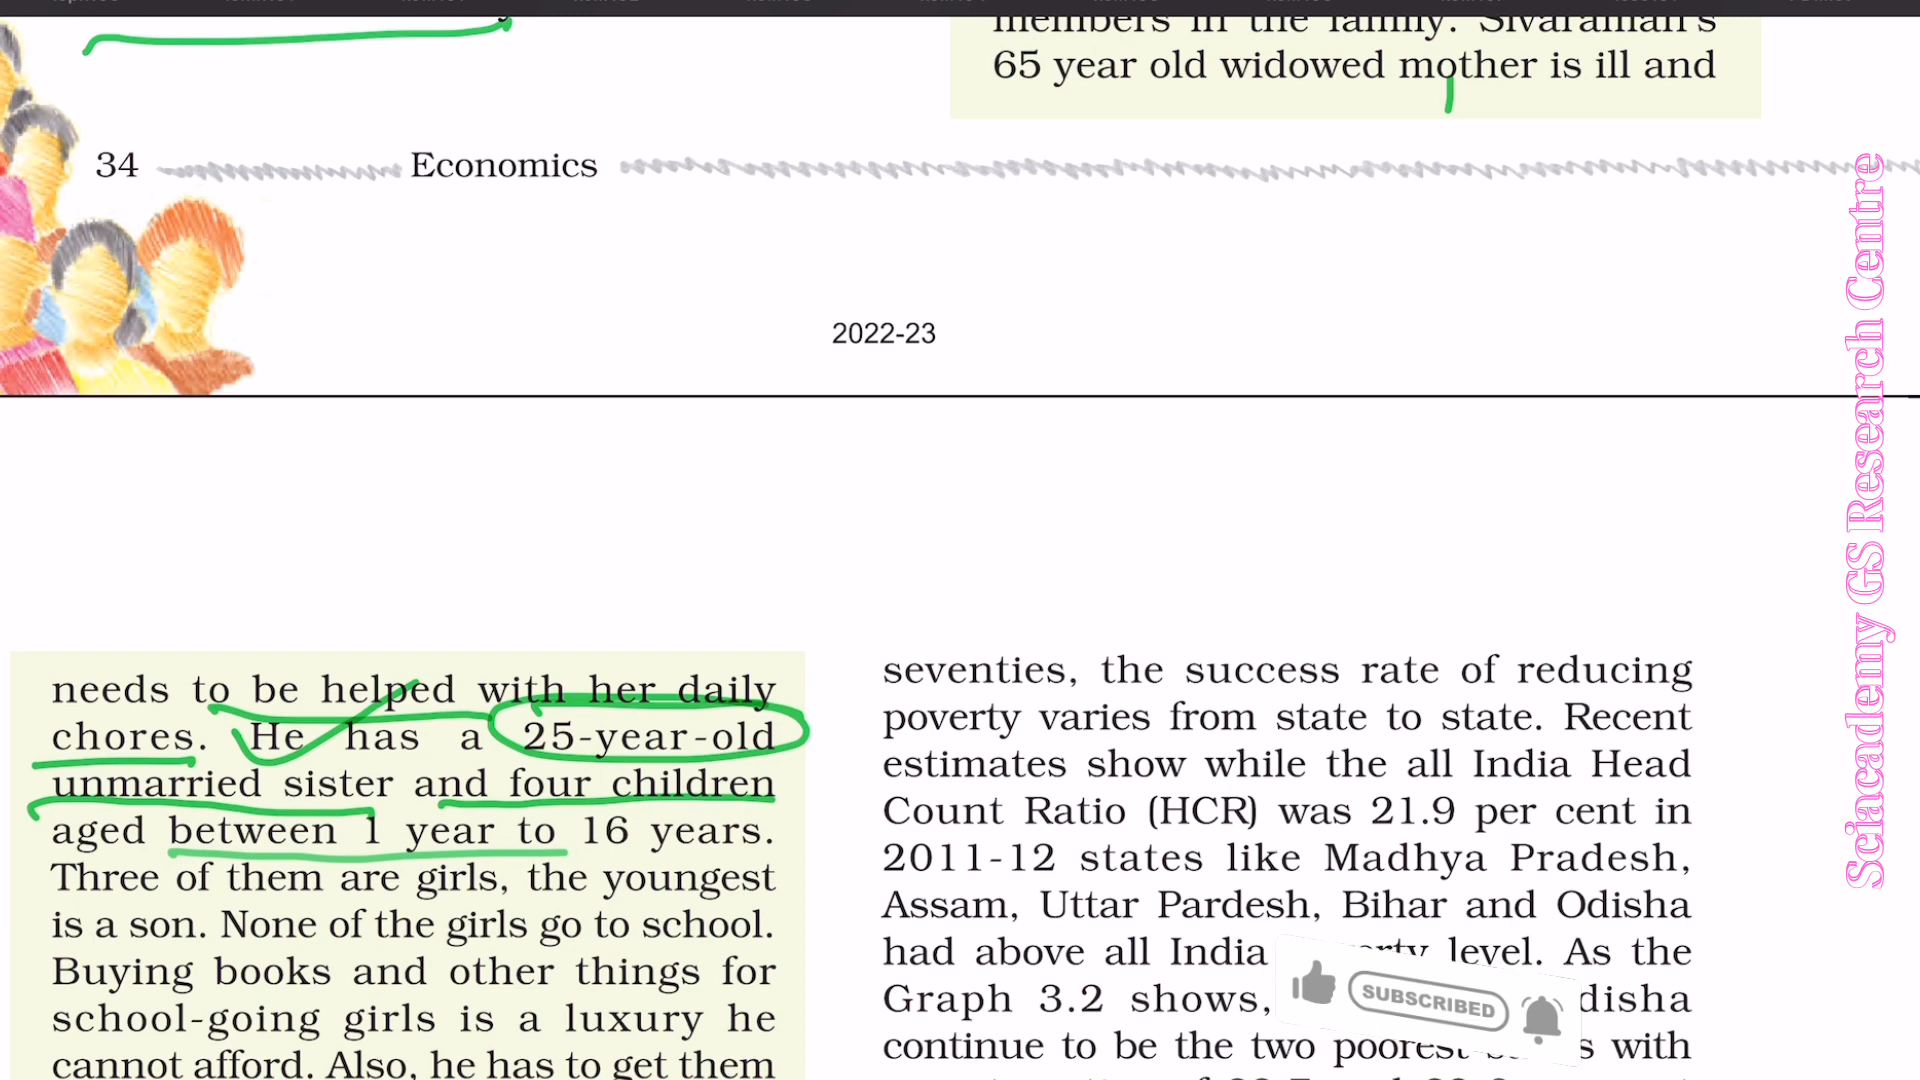 members in the family. Sivaraman's
65 year old widowed mother is ill and
34 Economics
2022-23
needs to be helped with her daily
chores. He has a 25-year-old
unmarried sister and four children
aged between 1 year to 16 years.
Three of them are girls, the youngest
is a son. None of the girls go to school.
Buying books and other things for
school-going girls is a luxury he
cannot afford. Also, he has to get them
seventies, the success rate of reducing
poverty varies from state to state. Recent
estimates show while the all India Head
Count Ratio (HCR) was 21.9 per cent in
2011-12 states like Madhya Pradesh,
Assam, Uttar Pardesh, Bihar and Odisha
had above all India level. As the
Graph 3.2 shows, disha
continue to be the two poorest with
SUBSCRIBED
Sciacademy GS Research Centre